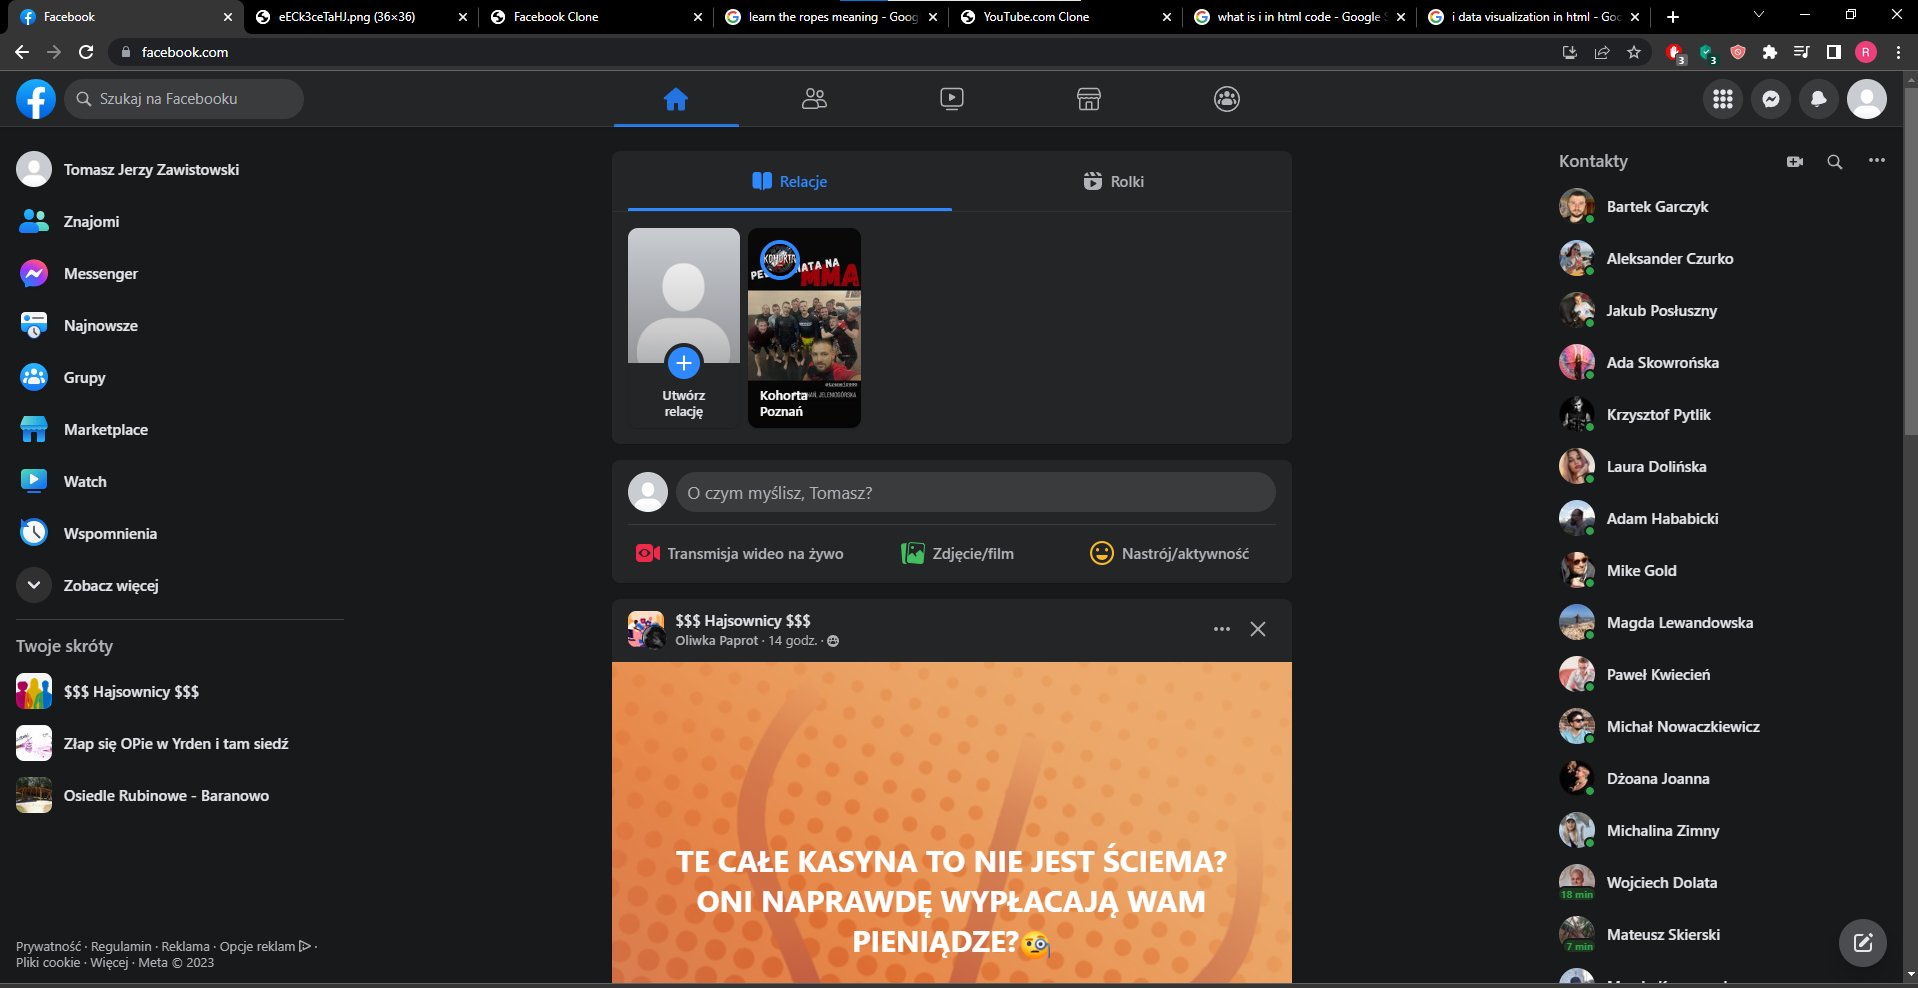 Facebook
eECk3ceTaHJ.png (36×36)
Facebook Clone
learn the ropes meaning - Goog
YouTube.com Clone
what is i in html code - Google S
i data visualization in html - Goo
facebook.com
3
3
R
Szukaj na Facebooku
Tomasz Jerzy Zawistowski
Znajomi
Messenger
Najnowsze
Grupy
Marketplace
Watch
Wspomnienia
Zobacz więcej
Twoje skróty
$$$ Hajsownicy $$$
Złap się OPie w Yrden i tam siedź
Osiedle Rubinowe - Baranowo
Prywatność · Regulamin · Reklama · Opcje reklam ·
Pliki cookie · Więcej · Meta © 2023
Relacje
Rolki
Utwórz
relację
KOHORTA
NA
MMA
JELENIOGÓRSKA
Kohorta
Poznań
O czym myślisz, Tomasz?
Transmisja wideo na żywo
Zdjęcie/film
Nastrój/aktywność
$$$ Hajsownicy $$$
Oliwka Paprot · 14 godz. ·
TE CAŁE KASYNA TO NIE JEST ŚCIEMA?
ONI NAPRAWDĘ WYPŁACAJĄ WAM
PIENIĄDZE?🧐
Kontakty
Bartek Garczyk
Aleksander Czurko
Jakub Posłuszny
Ada Skowrońska
Krzysztof Pytlik
Laura Dolińska
Adam Hababicki
Mike Gold
Magda Lewandowska
Paweł Kwiecień
Michał Nowaczkiewicz
Dżoana Joanna
Michalina Zimny
Wojciech Dolata
18 min
Mateusz Skierski
7 min